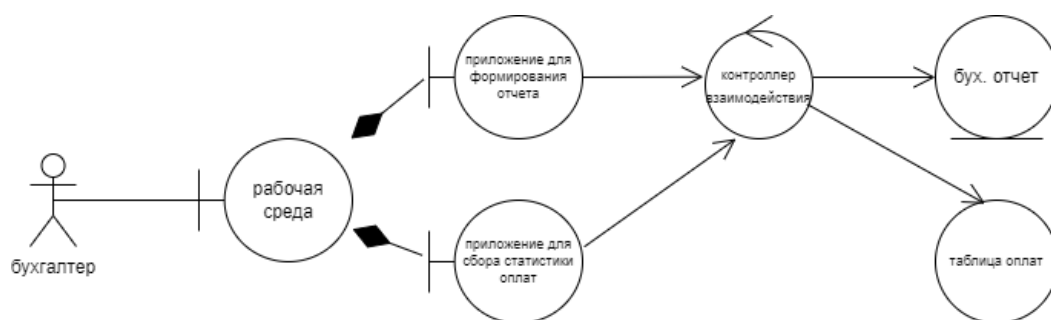 приложение для
формирования
отчета
контроллер
взаимодействия
бух. отчет
рабочая
среда
бухгалтер
приложение для
сбора статистики
оплат
таблица оплат